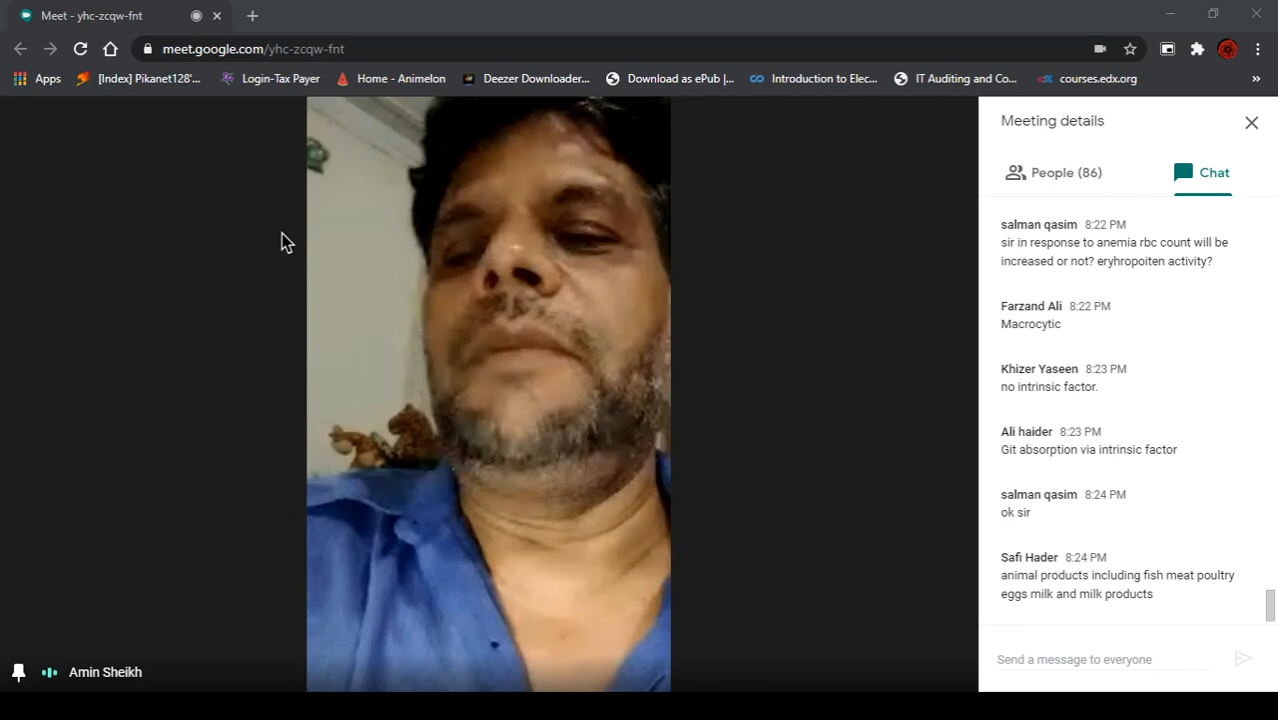 Meet - yhc-zcqw-fnt
meet.google.com/yhc-zcqw-fnt
Apps
[Index] Pikanet128'...
Login-Tax Payer
Home - Animelon
Deezer Downloader...
Download as ePub |...
Introduction to Elec...
IT Auditing and Co...
courses.edx.org
»
Meeting details
People (86)
Chat
salman qasim 8:22 PM
sir in response to anemia rbc count will be
increased or not? eryhropoiten activity?
Farzand Ali 8:22 PM
Macrocytic
Khizer Yaseen 8:23 PM
no intrinsic factor.
Ali haider 8:23 PM
Git absorption via intrinsic factor
salman qasim 8:24 PM
ok sir
Safi Hader 8:24 PM
animal products including fish meat poultry
eggs milk and milk products
Send a message to everyone
Amin Sheikh